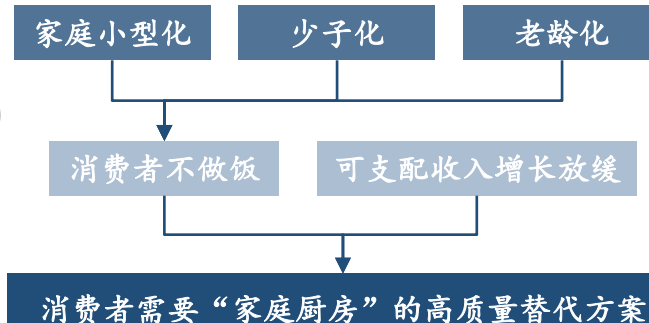 家庭小型化
少子化
老龄化
消费者不做饭
可支配收入增长放缓
消费者需要“家庭厨房”的高质量替代方案